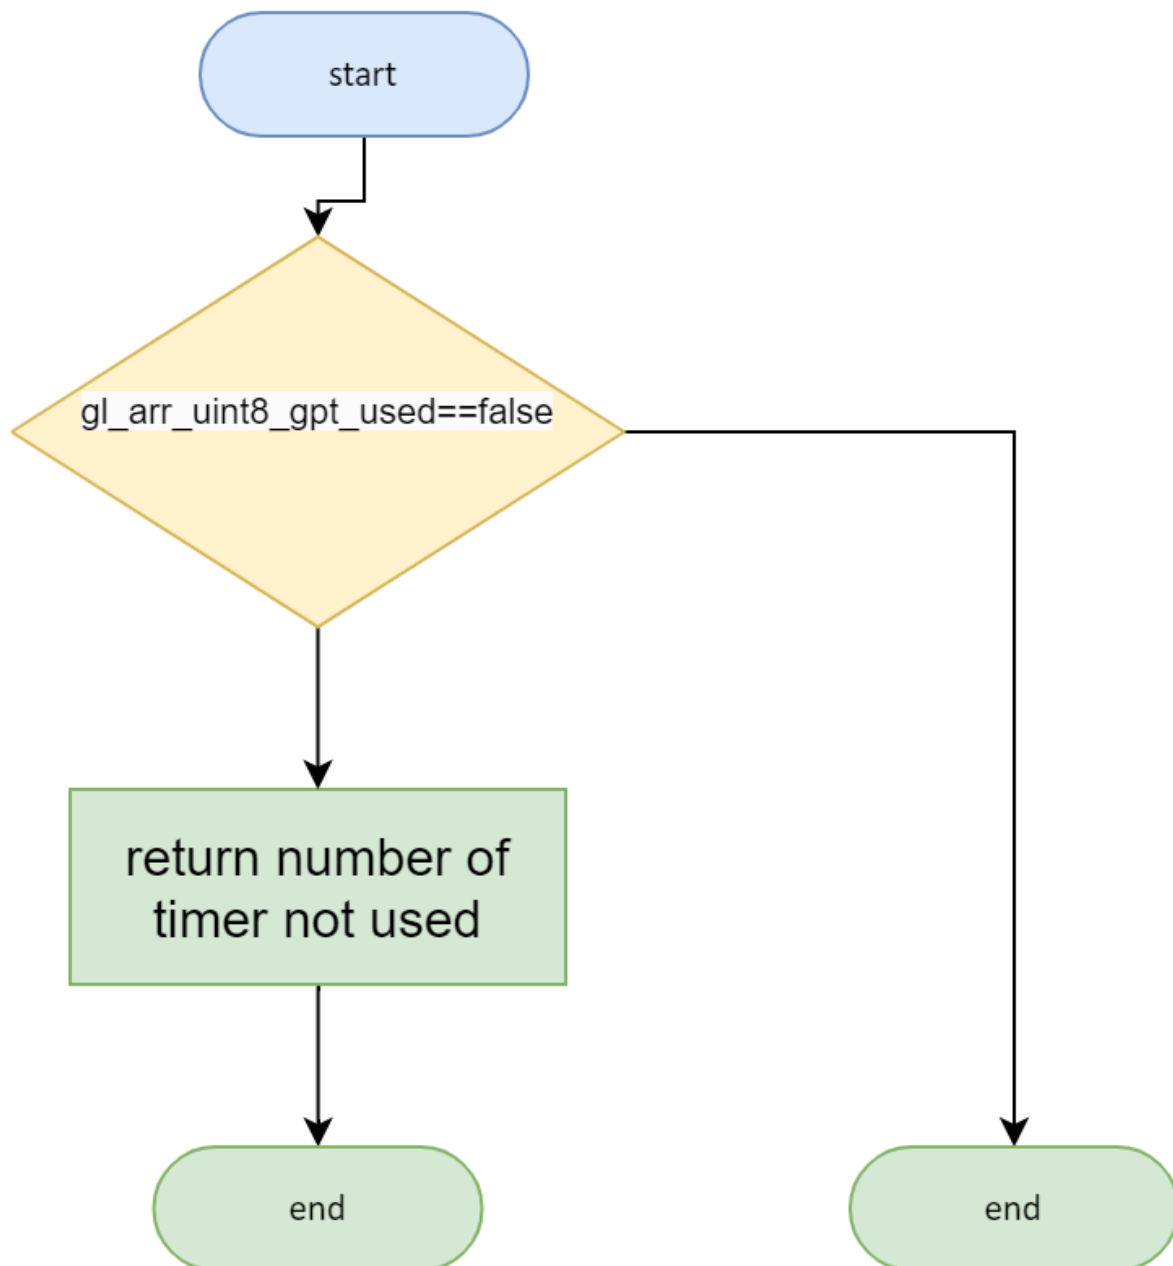 start
gl_arr_uint8_gpt_used==false
return number of
timer not used
end
end